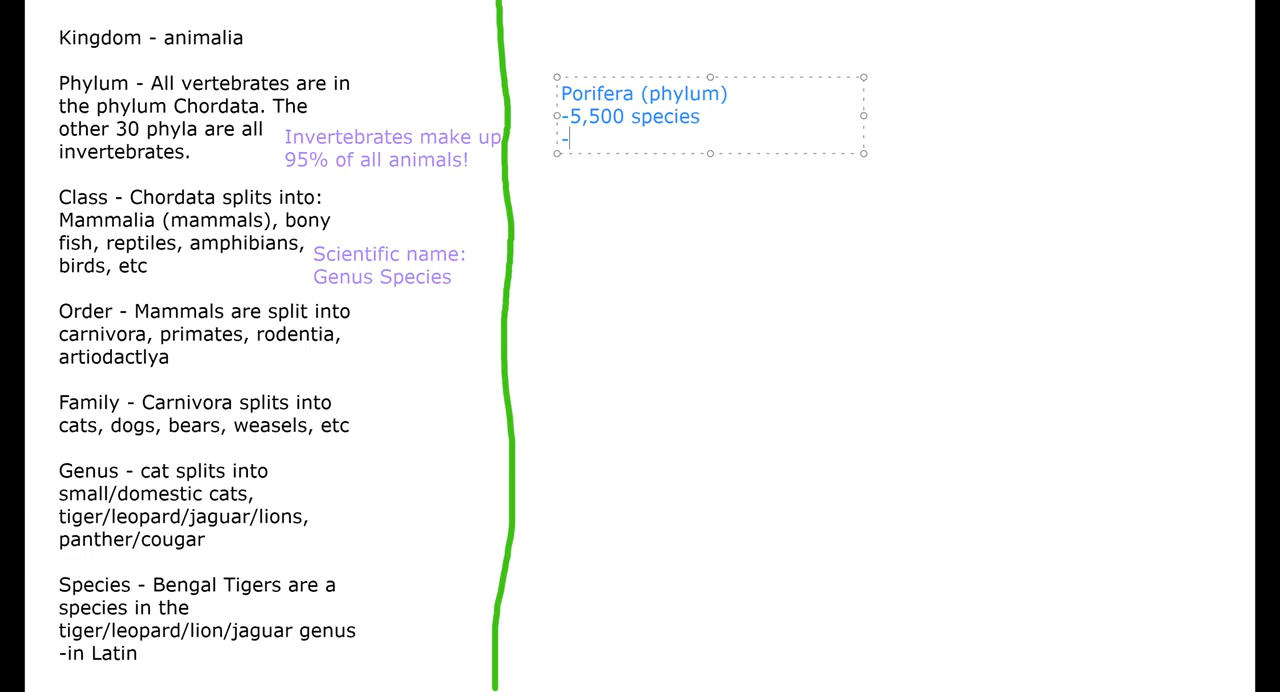 Kingdom - animalia
Phylum - All vertebrates are in
the phylum Chordata. The
other 30 phyla are all
invertebrates.
Invertebrates make up
95% of all animals!
Class - Chordata splits into:
Mammalia (mammals), bony
fish, reptiles, amphibians,
birds, etc
Scientific name:
Genus Species
Order - Mammals are split into
carnivora, primates, rodentia,
artiodactlya
Family - Carnivora splits into
cats, dogs, bears, weasels, etc
Genus - cat splits into
small/domestic cats,
tiger/leopard/jaguar/lions,
panther/cougar
Species - Bengal Tigers are a
species in the
tiger/leopard/lion/jaguar genus
-in Latin
Porifera (phylum)
-5,500 species
-